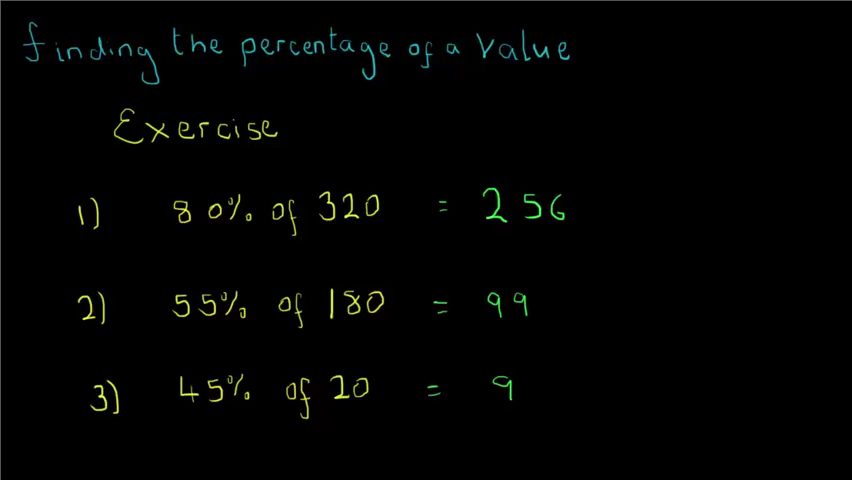 Finding the percentage of a value
Exercise
1) 80% of 320 = 256
2) 55% of 180 = 99
3) 45% of 20 = 9